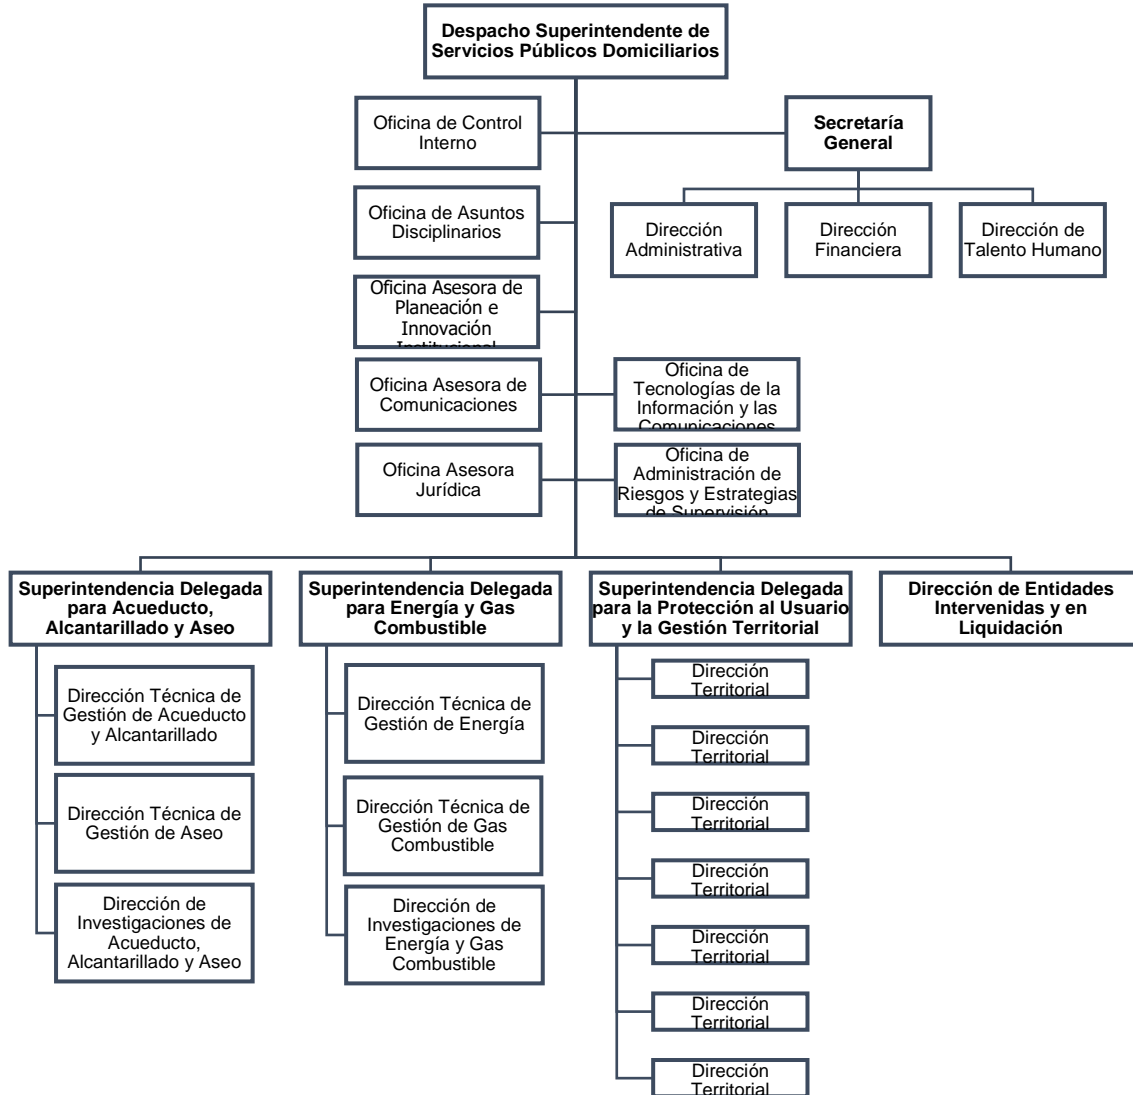 Despacho Superintendente de
Servicios Públicos Domiciliarios
Oficina de Control
Interno
Secretaría
General
Oficina de Asuntos
Disciplinarios
Dirección
Administrativa
Dirección
Financiera
Dirección de
Talento Humano
Oficina Asesora de
Planeación e
Innovación
Institucional
Oficina Asesora de
Comunicaciones
Oficina de
Tecnologías de la
Información y las
Comunicaciones
Oficina Asesora
Jurídica
Oficina de
Administración de
Riesgos y Estrategias
de Supervisión
Superintendencia Delegada
para Acueducto,
Alcantarillado y Aseo
Superintendencia Delegada
para Energía y Gas
Combustible
Superintendencia Delegada
para la Protección al Usuario
y la Gestión Territorial
Dirección de Entidades
Intervenidas y en
Liquidación
Dirección Técnica de
Gestión de Acueducto
y Alcantarillado
Dirección Técnica de
Gestión de Aseo
Dirección de
Investigaciones de
Acueducto,
Alcantarillado y Aseo
Dirección Técnica de
Gestión de Energía
Dirección Técnica de
Gestión de Gas
Combustible
Dirección de
Investigaciones de
Energía y Gas
Combustible
Dirección
Territorial
Dirección
Territorial
Dirección
Territorial
Dirección
Territorial
Dirección
Territorial
Dirección
Territorial
Dirección
Territorial